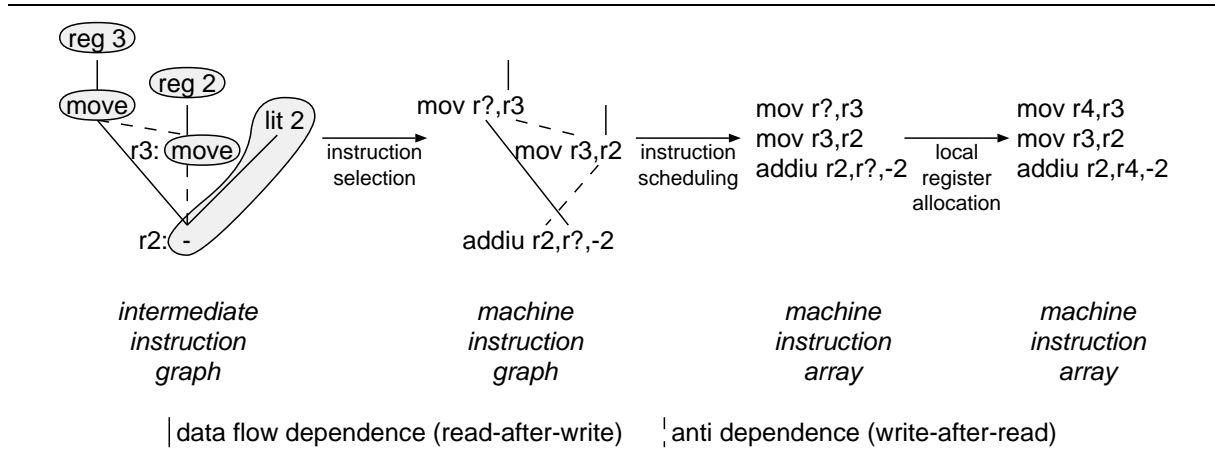 reg 3
reg 2
move
lit 2
r3: move
r2: -
instruction
selection
mov r?,r3
mov r3,r2
addiu r2,r?,-2
instruction
scheduling
mov r?,r3
mov r3,r2
addiu r2,r?,-2
local
register
allocation
mov r4,r3
mov r3,r2
addiu r2,r4,-2
intermediate
instruction
graph
machine
instruction
graph
machine
instruction
array
machine
instruction
array
data flow dependence (read-after-write)
anti dependence (write-after-read)